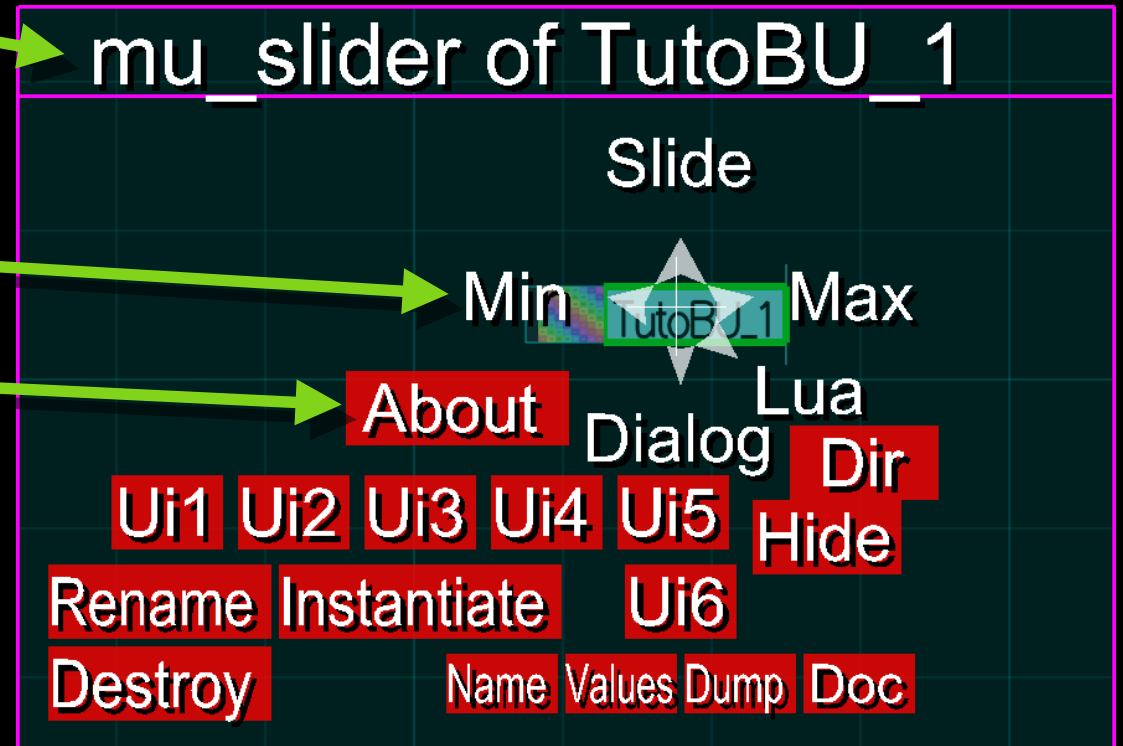 mu_slider of TutoBU_1
Slide
Min TutoBU_1 Max
Lua
About Dialog Dir
Ui1 Ui2 Ui3 Ui4 Ui5 Hide
Rename Instantiate Ui6
Destroy Name Values Dump Doc